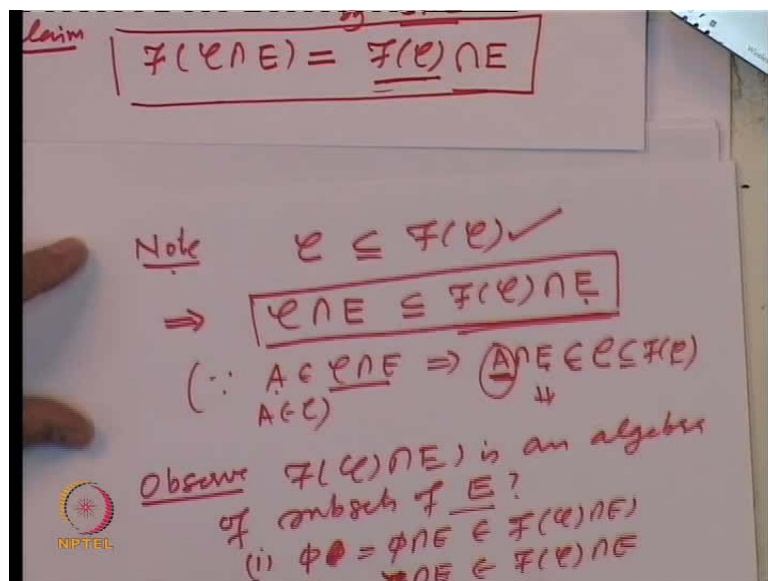 Claim
𝓕(𝒞∩E) = 𝓕(𝒞)∩E
Note 𝒞 ⊆ 𝓕(𝒞) ✓
⇒ 𝒞∩E ⊆ 𝓕(𝒞)∩E
(∵ A ∈ 𝒞∩E ⇒ A∩E ∈ 𝒞 ⊆ 𝓕(𝒞)
A ∈ 𝒞)
Observe 𝓕(𝒞)∩E) is an algebra
of subsets of E?
(i) ϕ = ϕ∩E ∈ 𝓕(𝒞)∩E)
∩E ∈ 𝓕(𝒞)∩E
NPTEL